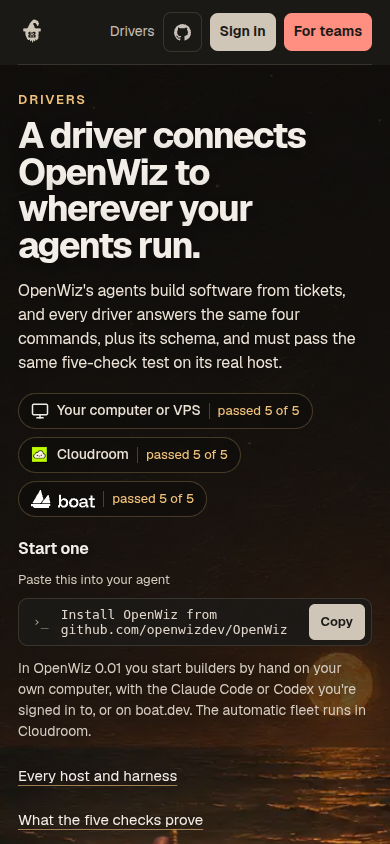 Drivers
Sign in
For teams
DRIVERS
A driver connects
OpenWiz to
wherever your
agents run.
OpenWiz's agents build software from tickets,
and every driver answers the same four
commands, plus its schema, and must pass the
same five-check test on its real host.
Your computer or VPS | passed 5 of 5
Cloudroom | passed 5 of 5
boat | passed 5 of 5
Start one
Paste this into your agent
›_ Install OpenWiz from
github.com/openwizdev/OpenWiz
Copy
In OpenWiz 0.01 you start builders by hand on your
own computer, with the Claude Code or Codex you're
signed in to, or on boat.dev. The automatic fleet runs in
Cloudroom.
Every host and harness
What the five checks prove